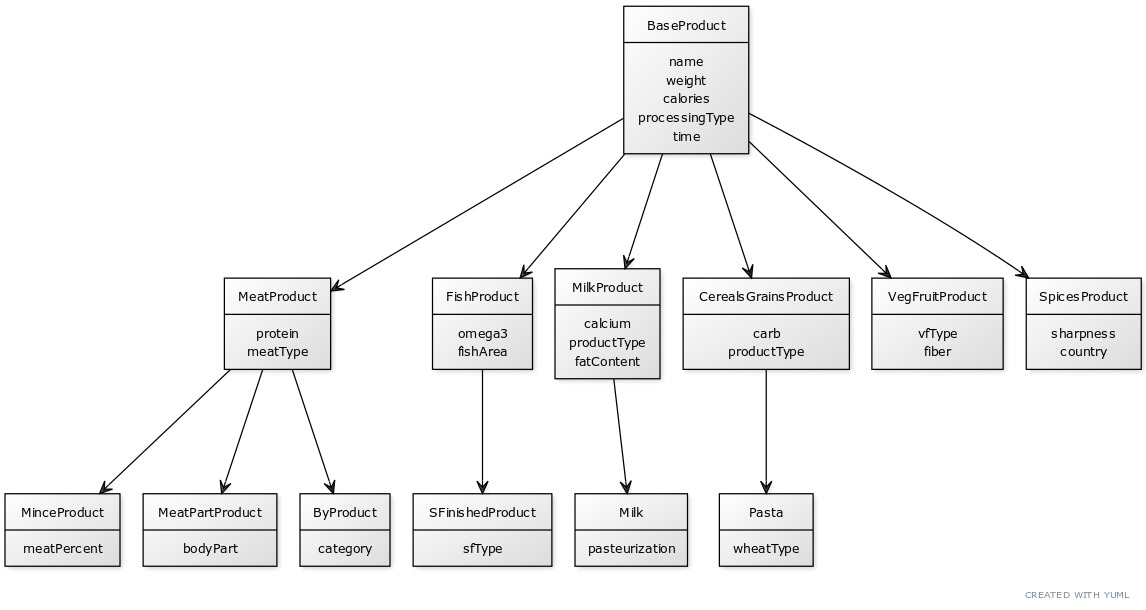 BaseProduct
name
weight
calories
processingType
time
MeatProduct
protein
meatType
FishProduct
omega3
fishArea
MilkProduct
calcium
productType
fatContent
CerealsGrainsProduct
carb
productType
VegFruitProduct
vfType
fiber
SpicesProduct
sharpness
country
MinceProduct
meatPercent
MeatPartProduct
bodyPart
ByProduct
category
SFinishedProduct
sfType
Milk
pasteurization
Pasta
wheatType
CREATED WITH YUML